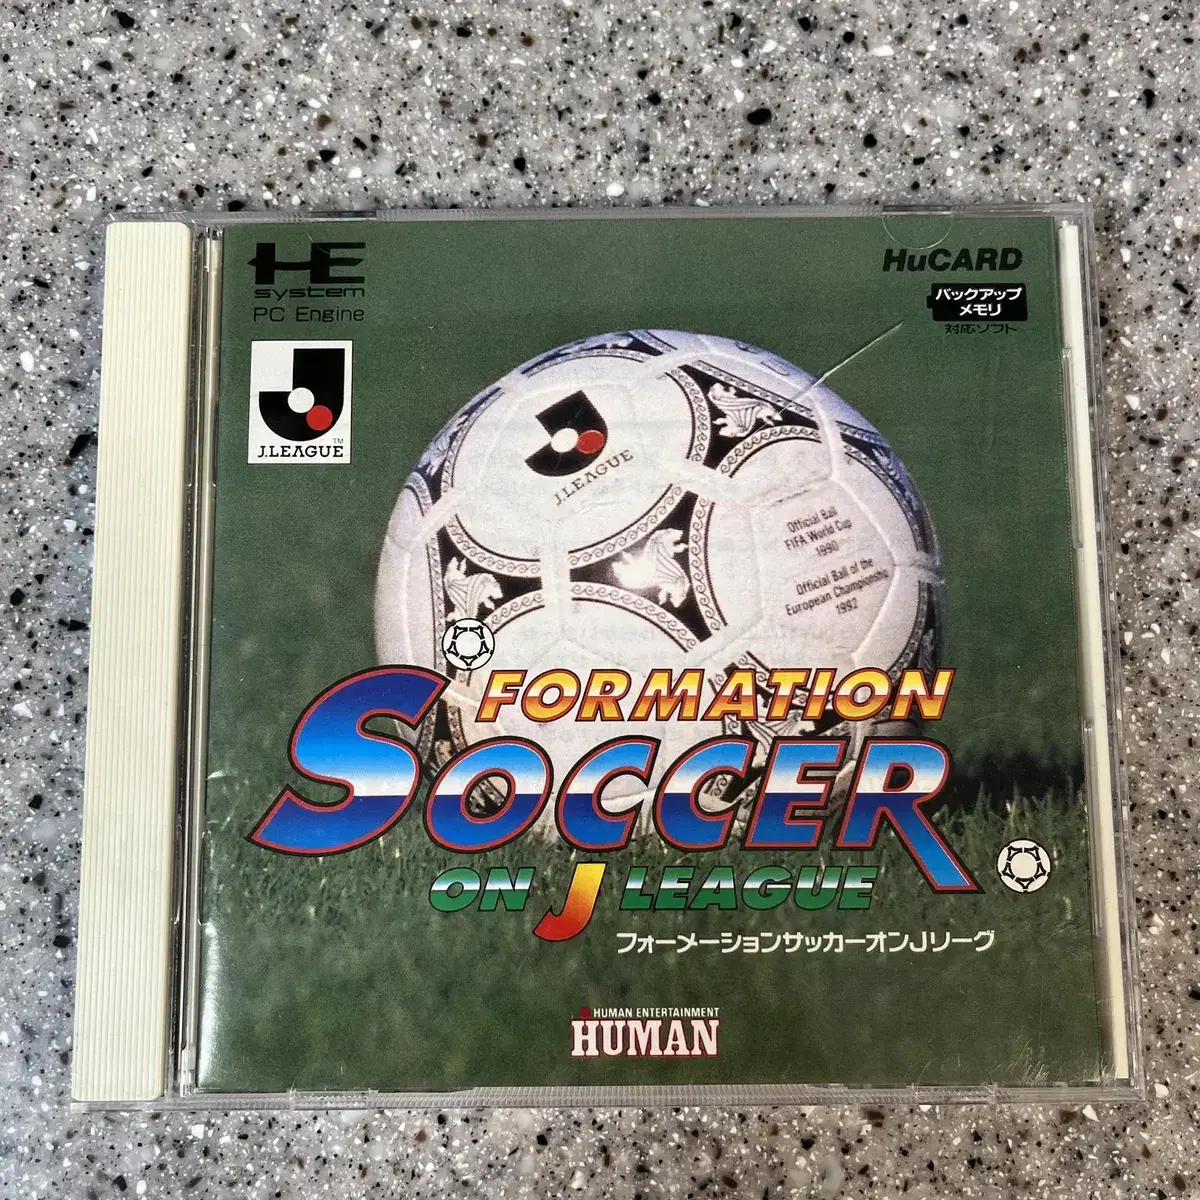 HE
system
PC Engine
HuCARD
バックアップ
メモリ
対応ソフト
J.LEAGUE™
J.LEAGUE
Official Ball
FIFA World Cup
1990
Official Ball of the
European Championship
1992
FORMATION
SOCCER
ON J LEAGUE
フォーメーションサッカーオンJリーグ
HUMAN ENTERTAINMENT
HUMAN